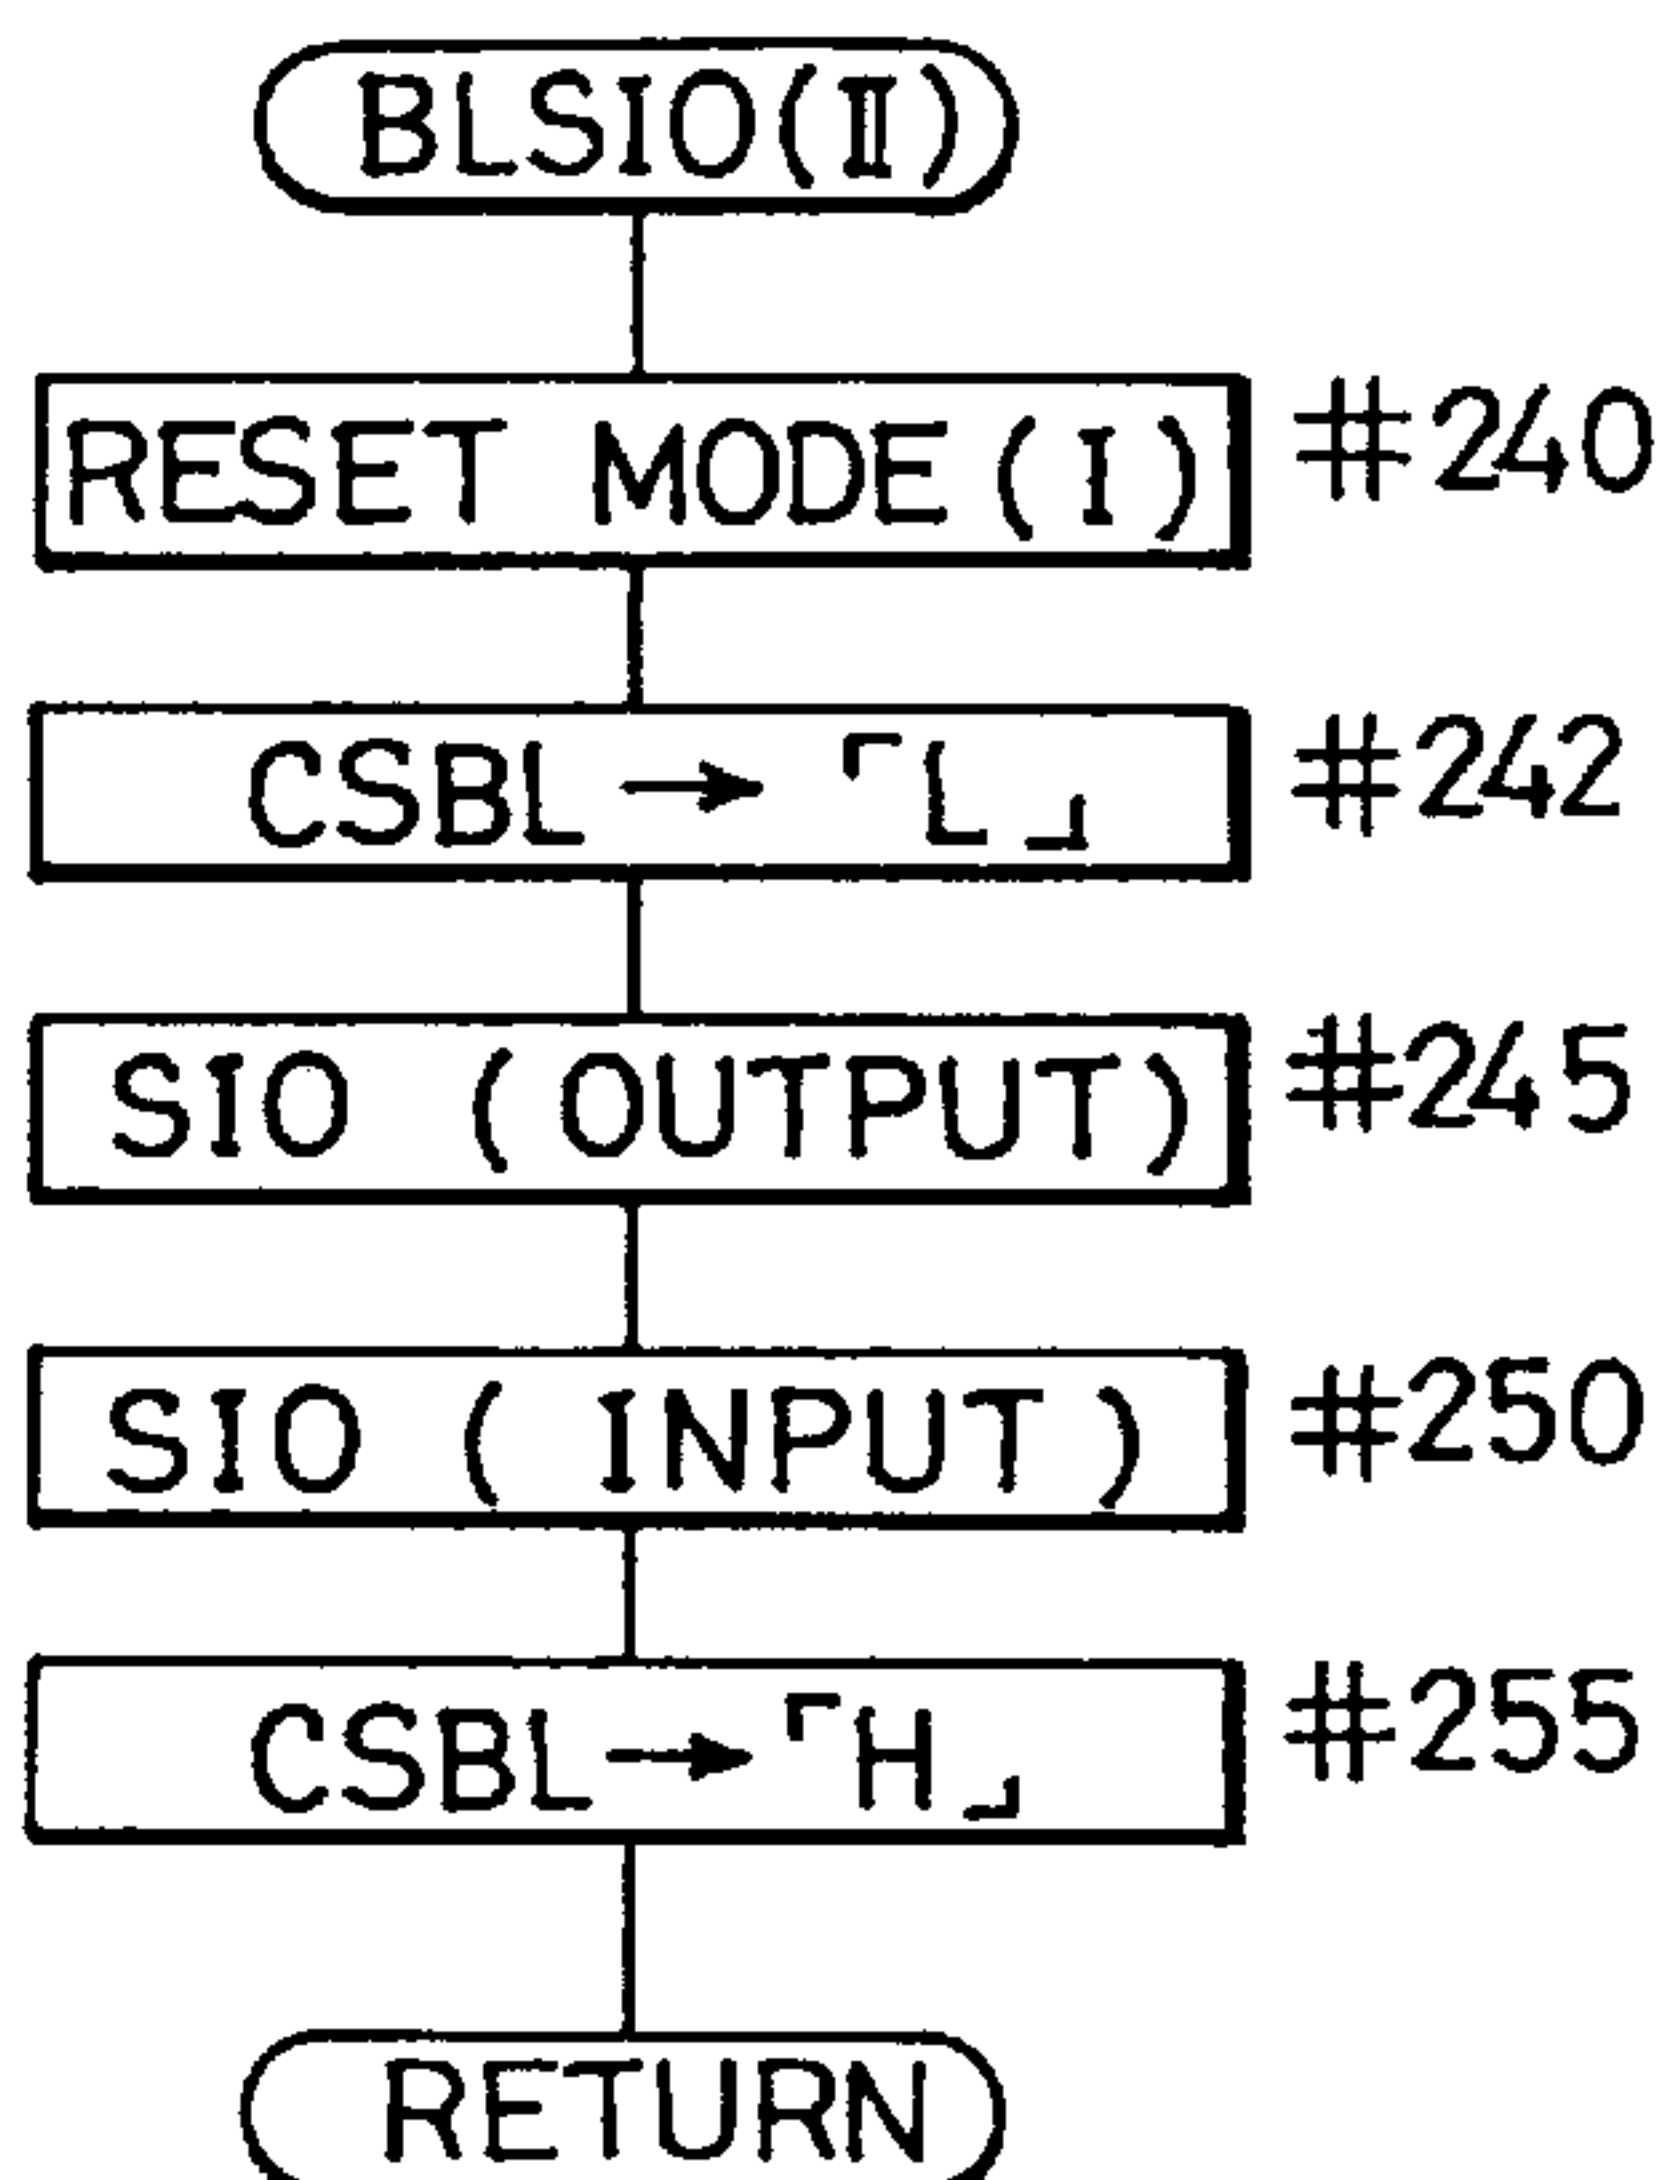 BLSIO(II)
RESET MODE (I) #240
CSBL → 「L」 #242
SIO (OUTPUT) #245
SIO (INPUT) #250
CSBL → 「H」 #255
RETURN